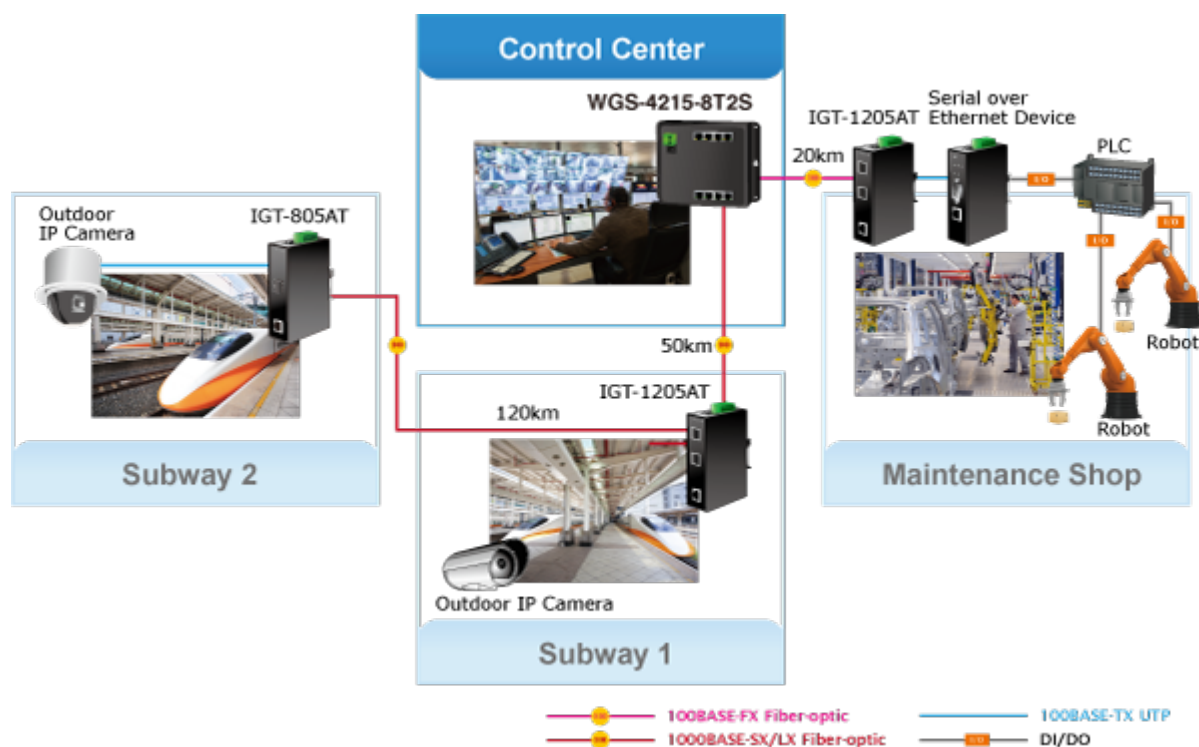 Control Center
WGS-4215-8T2S
IGT-1205AT
Serial over
Ethernet Device
PLC
20km
I/O
I/O
I/O
Outdoor
IP Camera
IGT-805AT
50km
Robot
IGT-1205AT
120km
Robot
Subway 2
Maintenance Shop
Outdoor IP Camera
Subway 1
100BASE-FX Fiber-optic
100BASE-TX UTP
1000BASE-SX/LX Fiber-optic
I/O
DI/DO